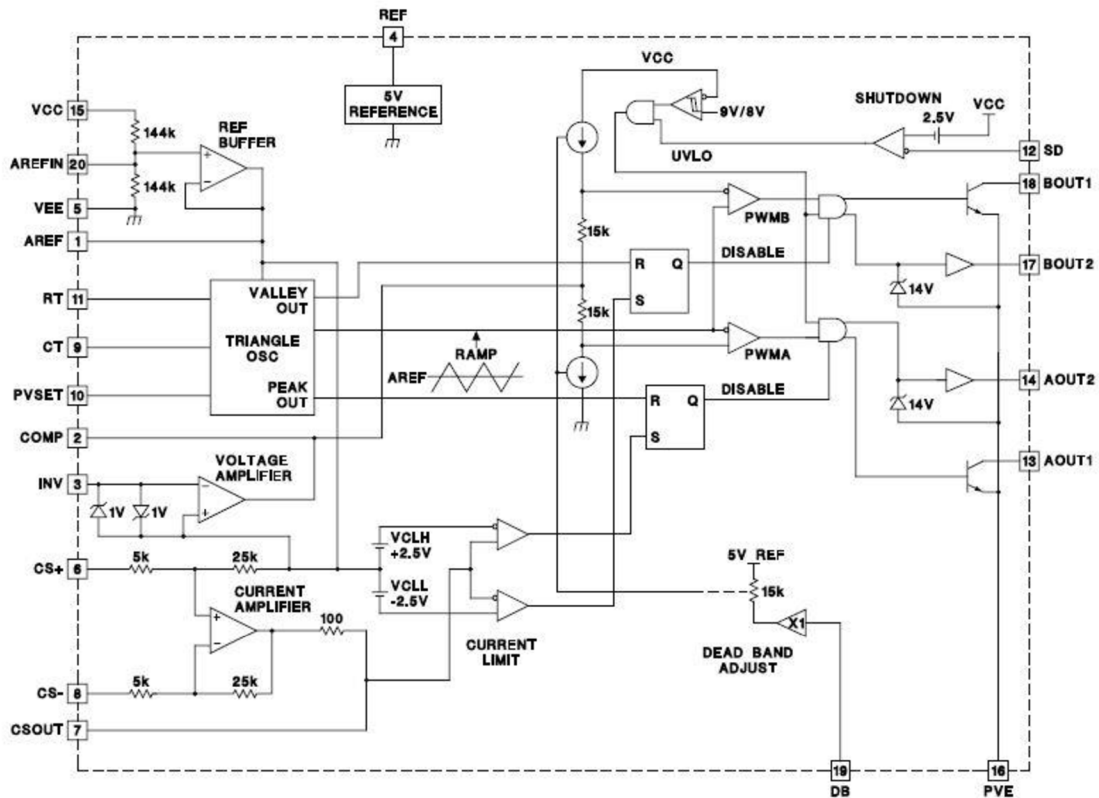 REF
4
5V
REFERENCE
VCC 15
144k
AREFIN 20
144k
VEE 5
AREF 1
REF
BUFFER
RT 11
CT 9
PVSET 10
VALLEY
OUT
TRIANGLE
OSC
PEAK
OUT
COMP 2
INV 3
VOLTAGE
AMPLIFIER
1V
1V
CS+ 6
5k
25k
CURRENT
AMPLIFIER
100
CS- 8
5k
25k
CSOUT 7
AREF
RAMP
VCLH
+2.5V
VCLL
-2.5V
CURRENT
LIMIT
VCC
9V/8V
UVLO
SHUTDOWN
2.5V
VCC
12 SD
18 BOUT1
PWMB
15k
R Q
S
DISABLE
14V
17 BOUT2
15k
PWMA
R Q
S
DISABLE
14V
14 AOUT2
13 AOUT1
5V REF
15k
X1
DEAD BAND
ADJUST
19
DB
16
PVE
+
−
−
+
+
−